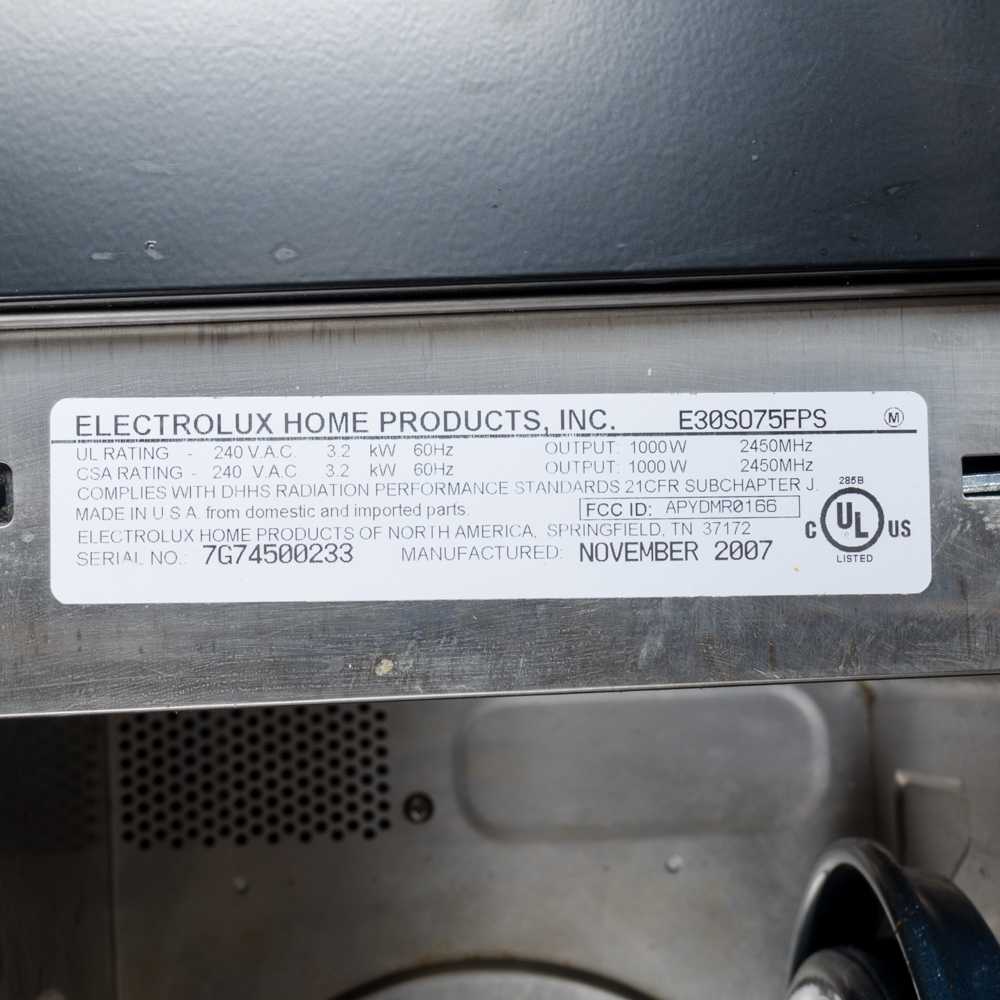 ELECTROLUX HOME PRODUCTS, INC. E30SO75FPS M
UL RATING - 240 V.A.C. 3.2 kW 60Hz OUTPUT: 1000 W 2450MHz
CSA RATING - 240 V.A.C. 3.2 kW 60Hz OUTPUT: 1000 W 2450MHz
COMPLIES WITH DHHS RADIATION PERFORMANCE STANDARDS 21CFR SUBCHAPTER J.
MADE IN U S A. from domestic and imported parts. FCC ID: APYDMR0166
ELECTROLUX HOME PRODUCTS OF NORTH AMERICA, SPRINGFIELD, TN 37172
SERIAL NO.: 7G74500233 MANUFACTURED: NOVEMBER 2007
285B
C UL US
LISTED